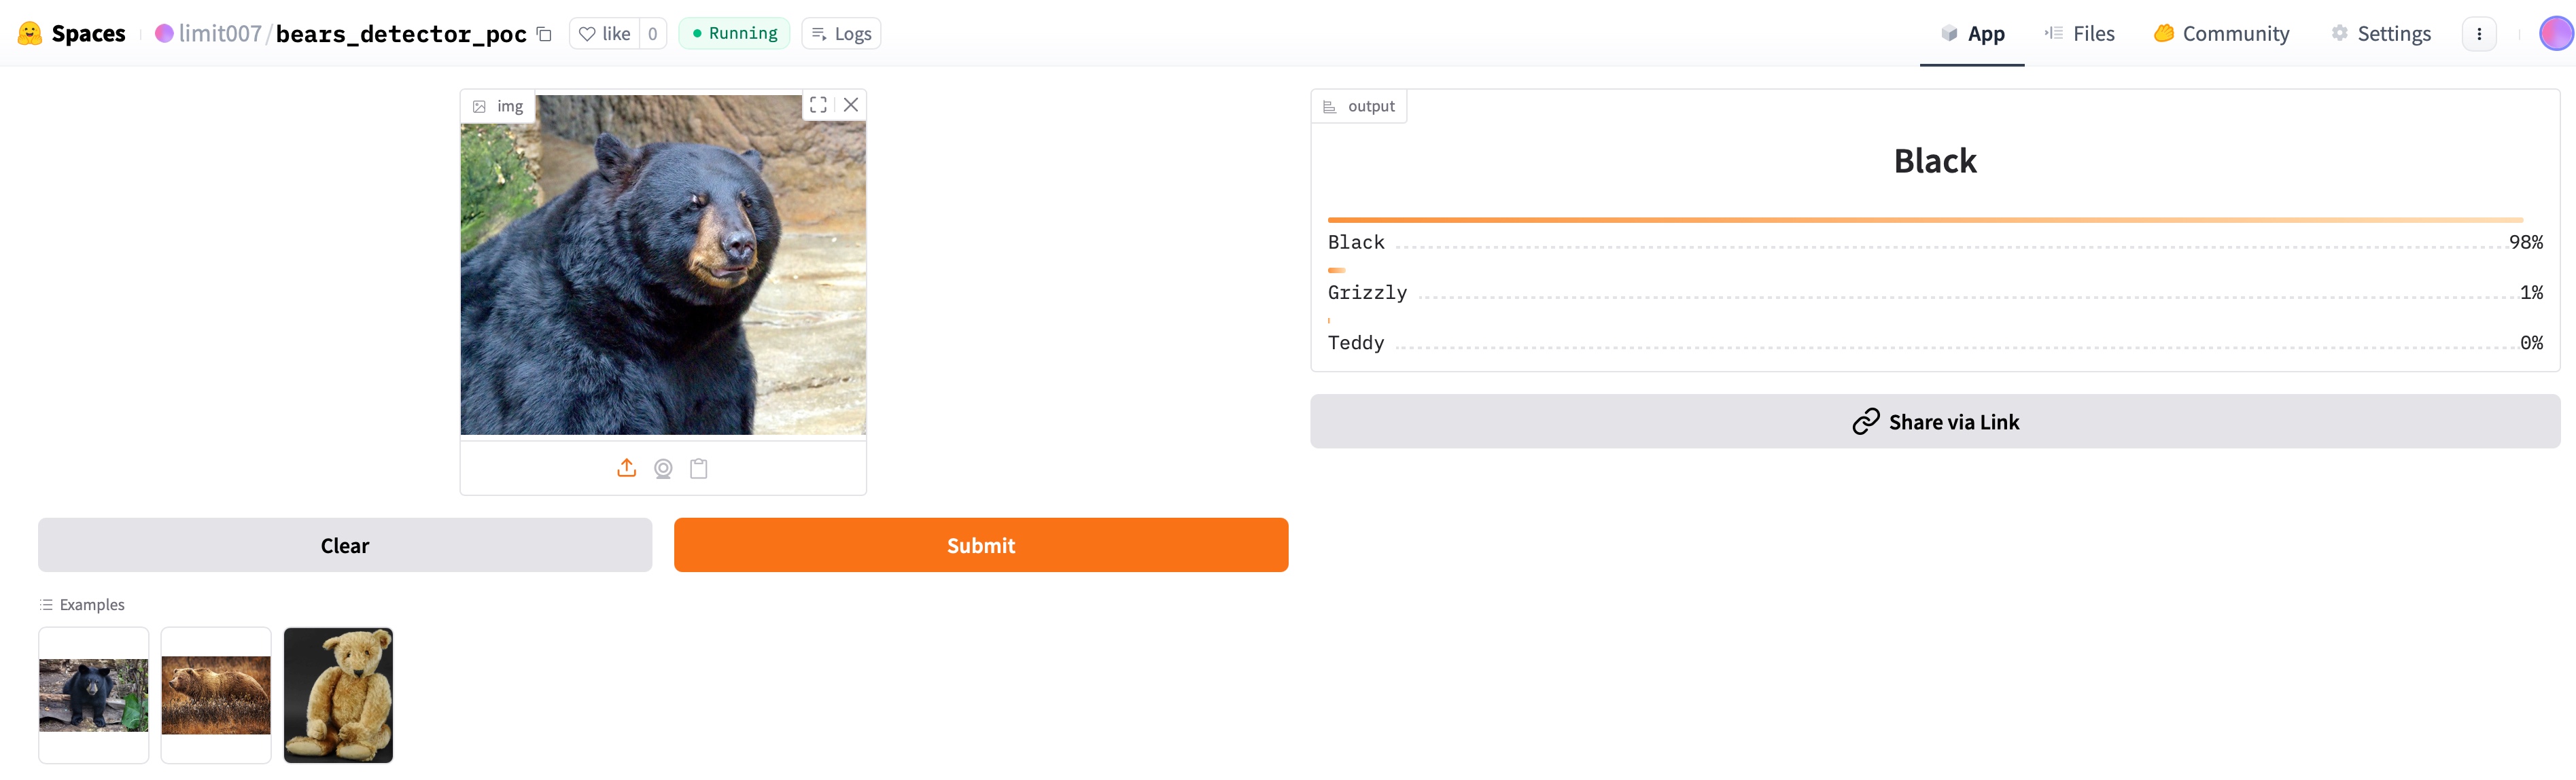 Spaces limit007/bears_detector_poc like 0 Running Logs App Files Community Settings
img
output
Black
Black 98%
Grizzly 1%
Teddy 0%
Share via Link
Clear Submit
Examples